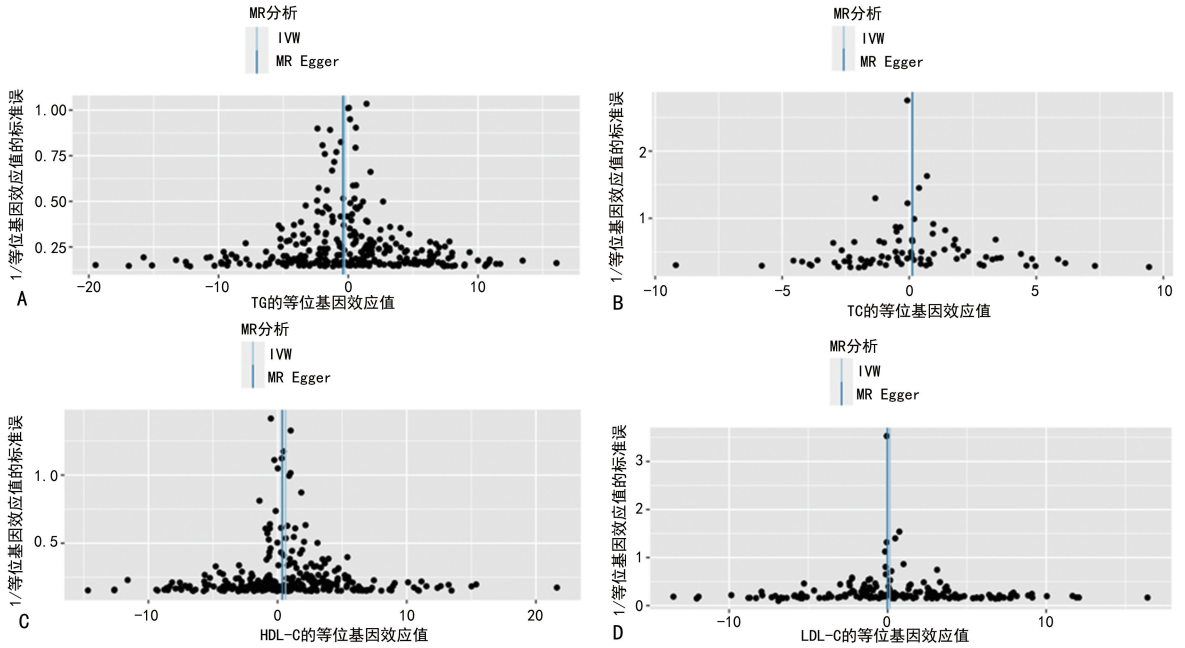 MR分析
IVW
MR Egger
1/等位基因效应值的标准误
1.00
0.75
0.50
0.25
-20
-10
0
10
A
TG的等位基因效应值
MR分析
IVW
MR Egger
1/等位基因效应值的标准误
2
1
-10
-5
0
5
10
B
TC的等位基因效应值
MR分析
IVW
MR Egger
1/等位基因效应值的标准误
1.0
0.5
-10
0
10
20
C
HDL-C的等位基因效应值
MR分析
IVW
MR Egger
1/等位基因效应值的标准误
3
2
1
0
-10
0
10
D
LDL-C的等位基因效应值